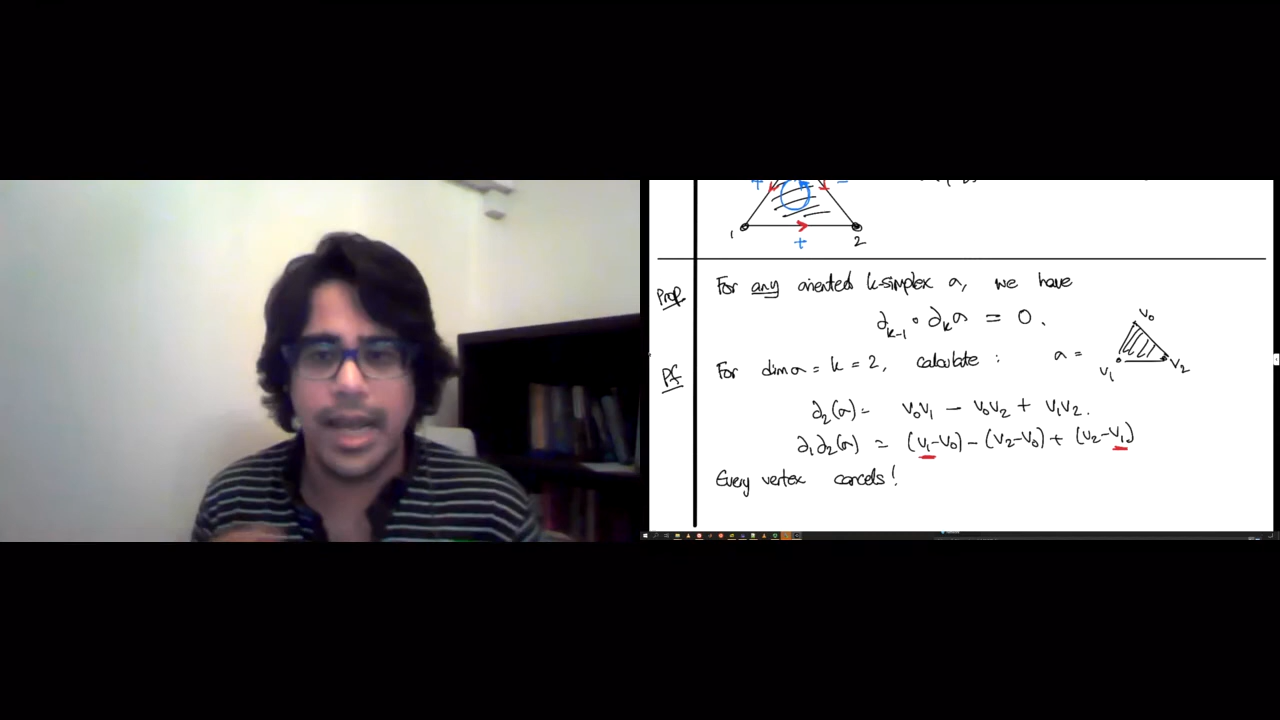 + −
1 + 2
Prop For any oriented k-simplex σ, we have
∂ₖ₋₁ ∘ ∂ₖσ = 0.
Pf For dim σ = k = 2, calculate : σ =
V₀
V₁ V₂
∂₂(σ) = V₀V₁ − V₀V₂ + V₁V₂.
∂₁∂₂(σ) = (V₁−V₀) − (V₂−V₀) + (V₂−V₁)
Every vertex cancels!